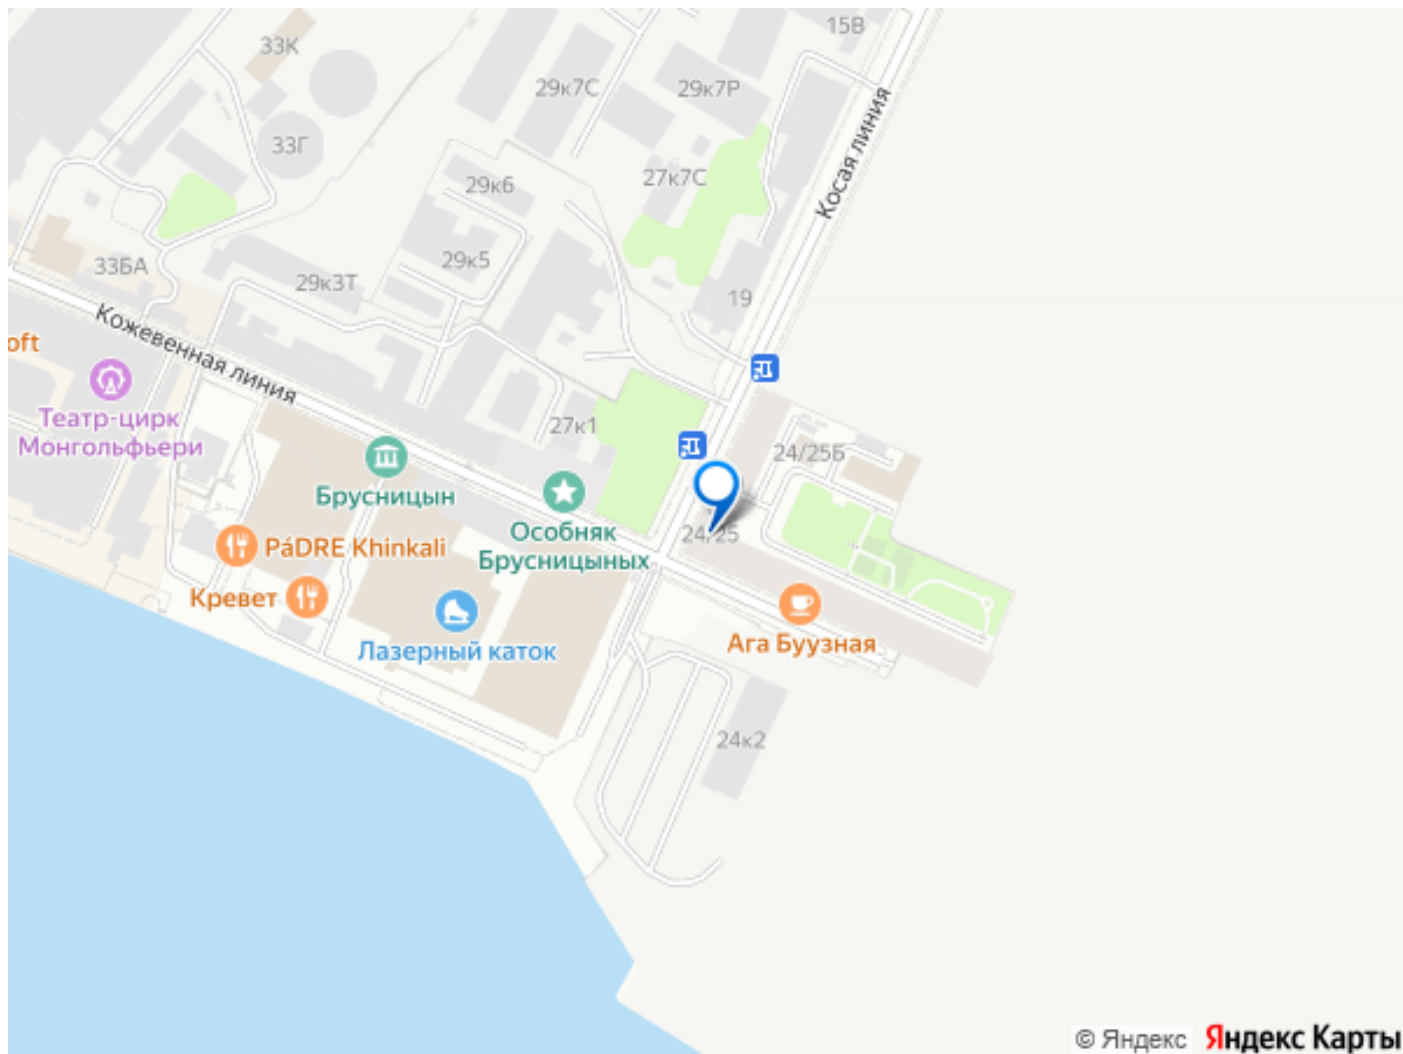 15В
33К
29к7С
29к7Р
Косая линия
33Г
27к7С
29к6
29к5
33БА
29к3Т
19
Кожевенная линия
oft
Театр-цирк
Монгольфьери
27к1
24/25Б
Брусницын
Особняк
Брусницыных
24/25
PáDRE Khinkali
Кревет
Лазерный каток
Ага Буузная
24к2
© Яндекс Яндекс Карты